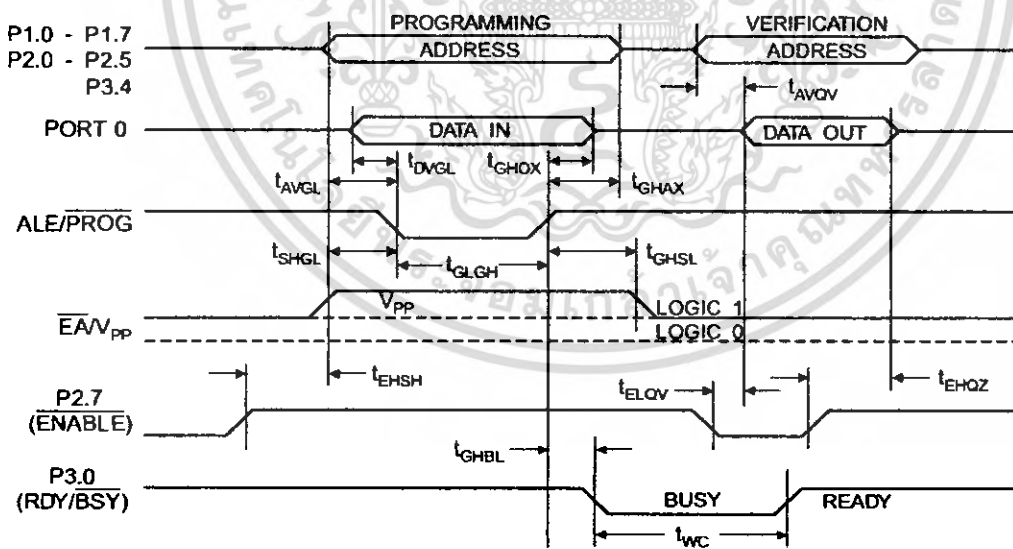 PROGRAMMING
VERIFICATION
P1.0 - P1.7
P2.0 - P2.5
P3.4
ADDRESS
ADDRESS
tAVQV
PORT 0
DATA IN
DATA OUT
tDVGL
tGHDX
tAVGL
tGHAX
ALE/PROG
tSHGL
tGLGH
tGHSL
VPP
EA/VPP
LOGIC 1
LOGIC 0
tEHSH
tELQV
tEHQZ
P2.7
(ENABLE)
tGHBL
P3.0
(RDY/BSY)
BUSY
READY
tWC